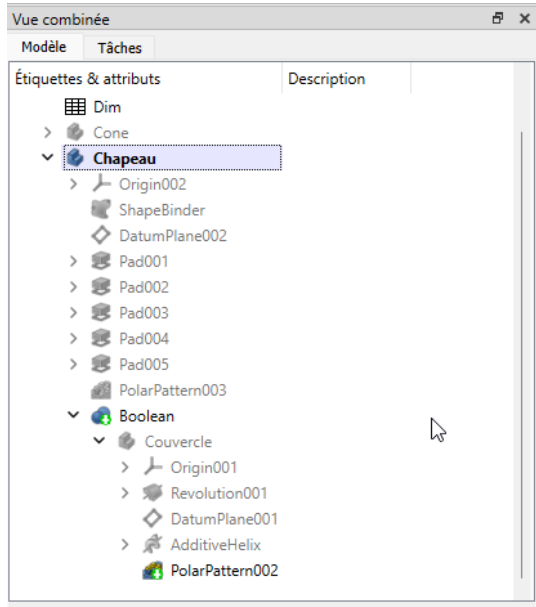 Vue combinée
Modèle Tâches
Étiquettes & attributs Description
Dim
Cone
Chapeau
Origin002
ShapeBinder
DatumPlane002
Pad001
Pad002
Pad003
Pad004
Pad005
PolarPattern003
Boolean
Couvercle
Origin001
Revolution001
DatumPlane001
AdditiveHelix
PolarPattern002